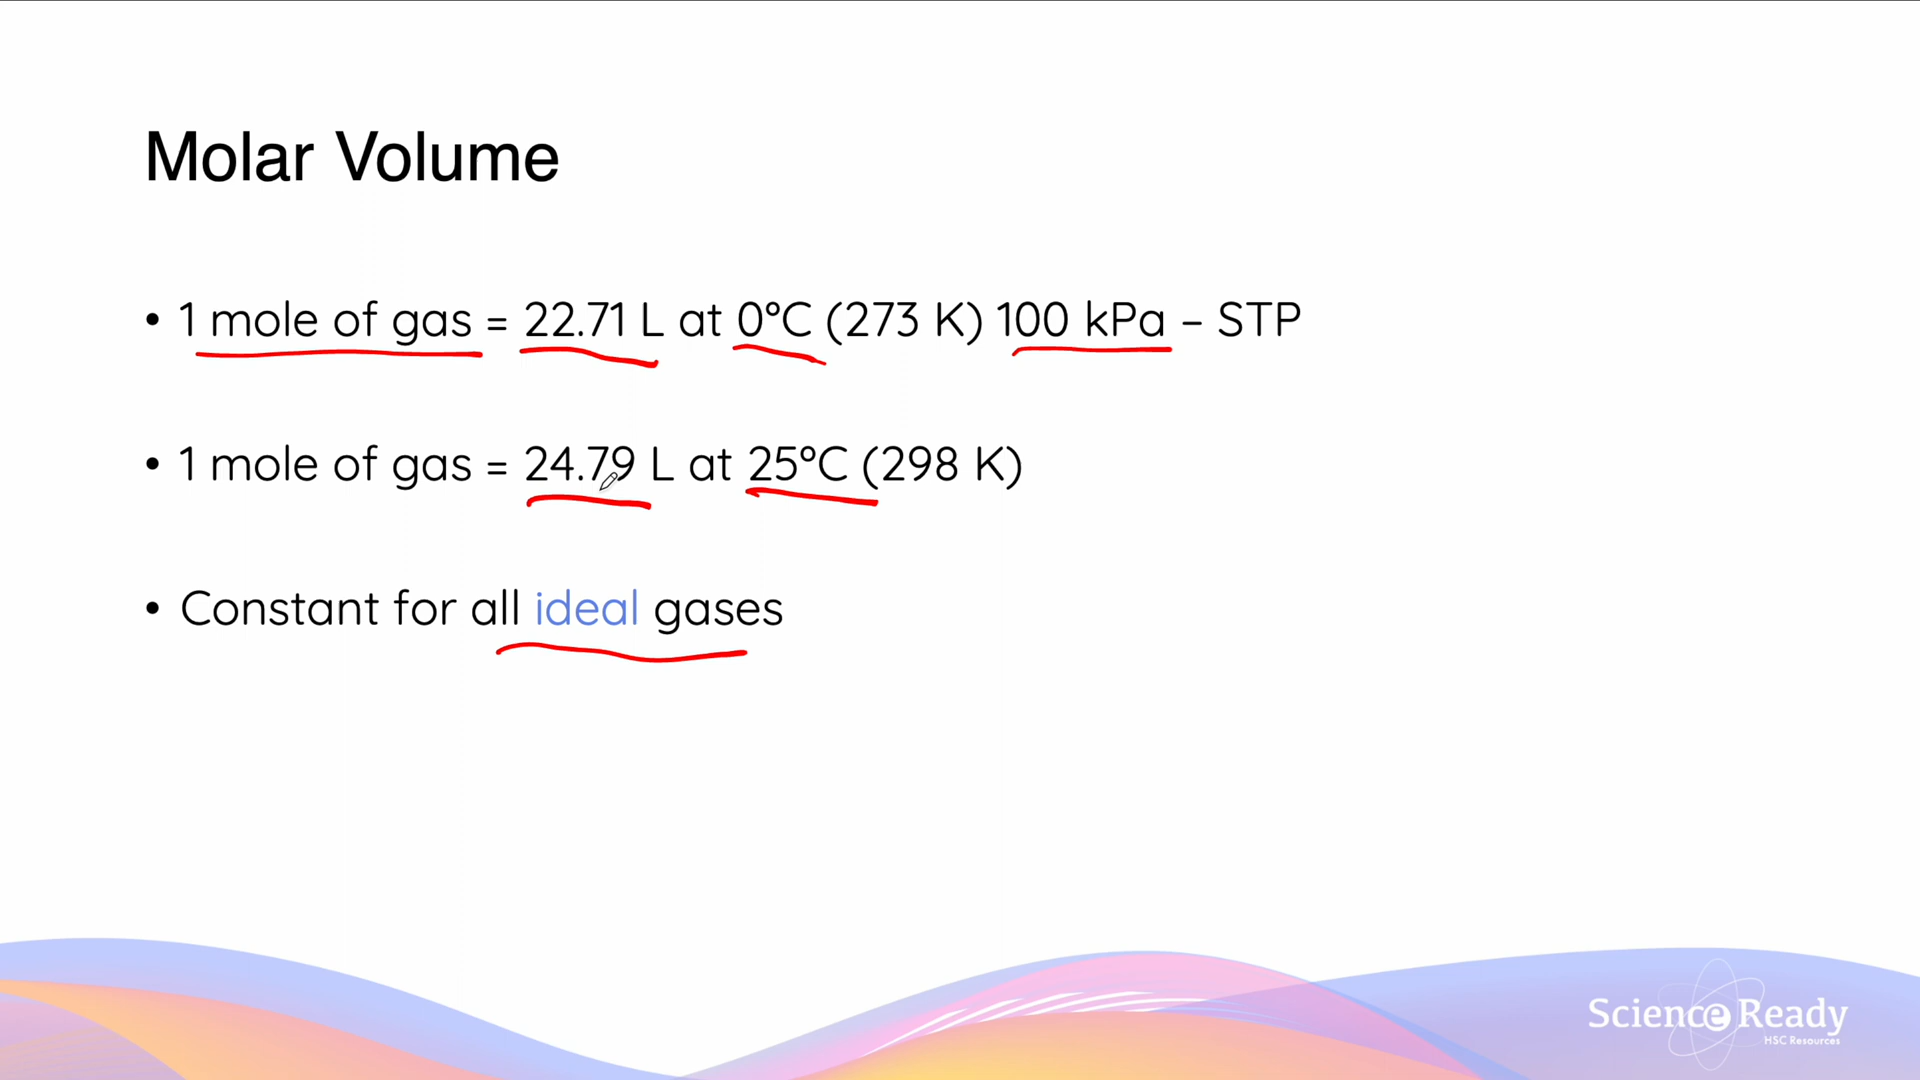 Molar Volume
• 1 mole of gas = 22.71 L at 0°C (273 K) 100 kPa – STP
• 1 mole of gas = 24.79 L at 25°C (298 K)
• Constant for all ideal gases
Science Ready
HSC Resources